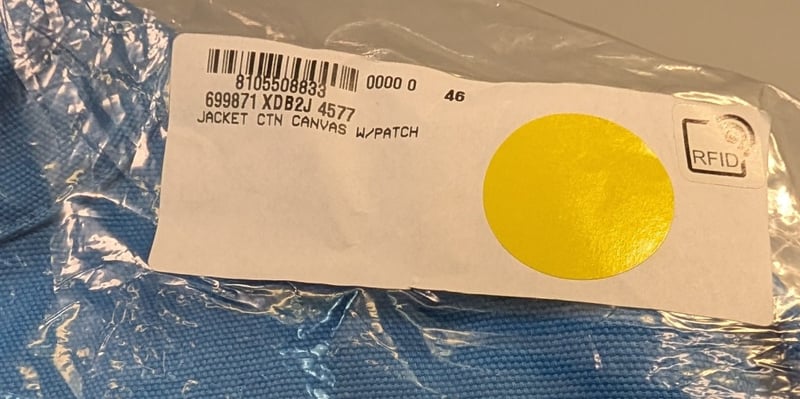 8105508833 0000 0 46
699871 XDB2J 4577
JACKET CTN CANVAS W/PATCH
RFID